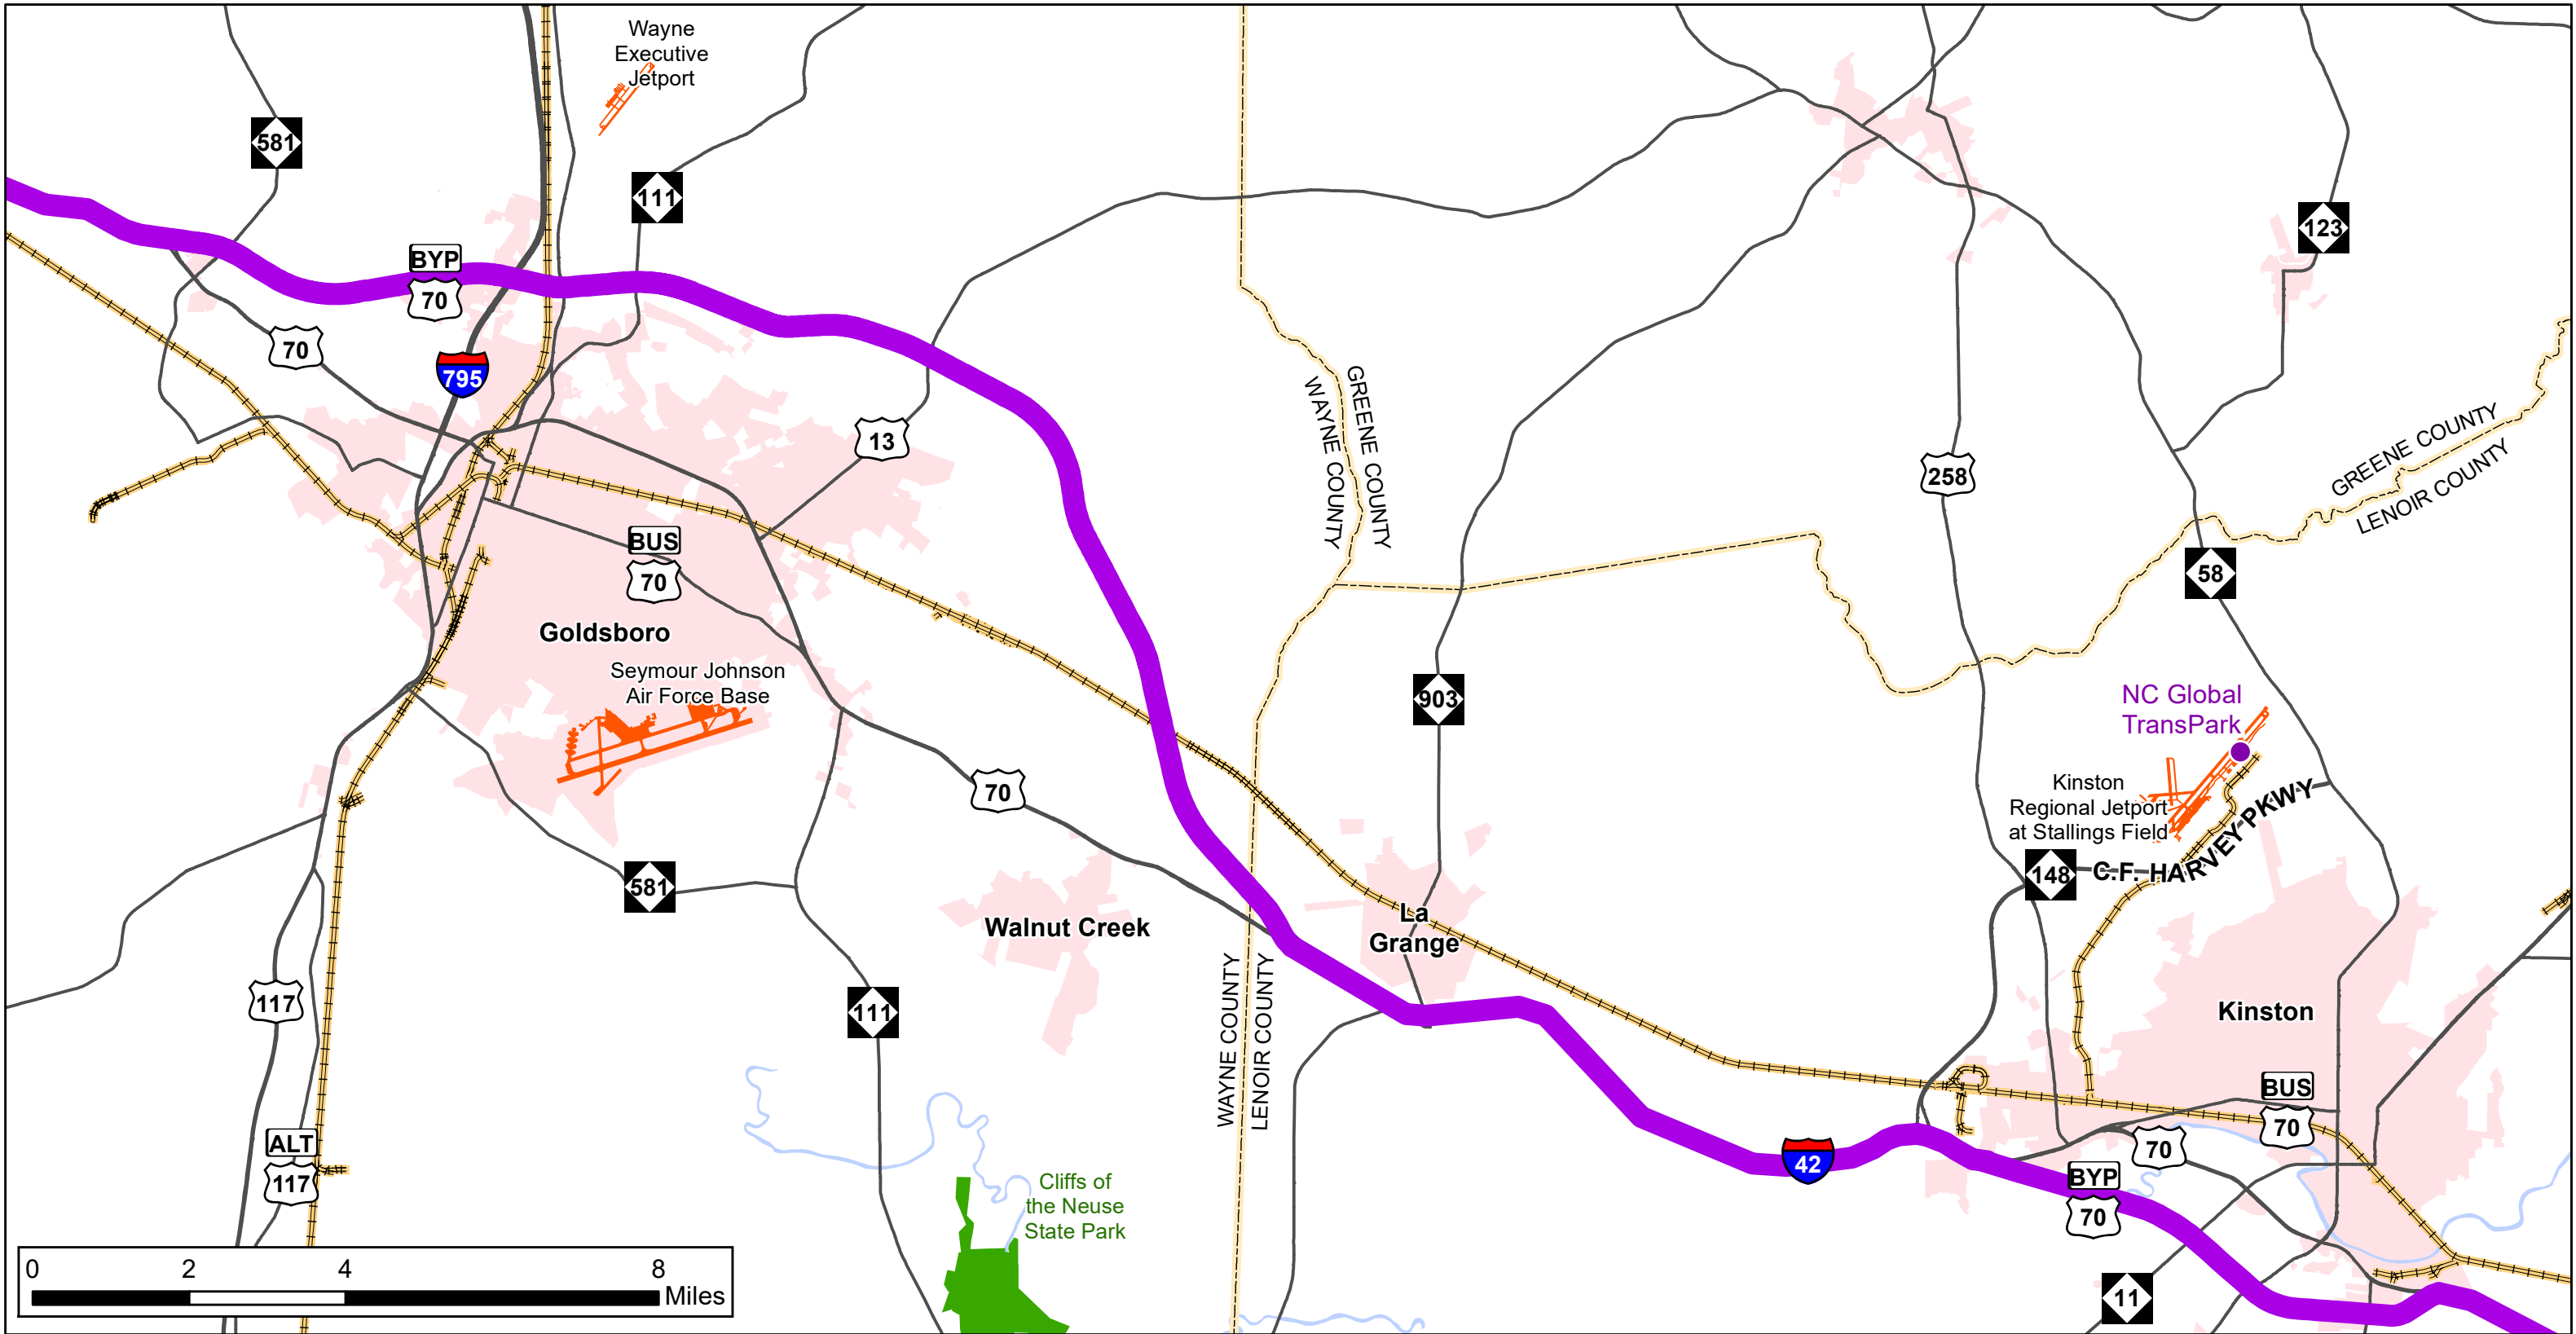 Wayne
Executive
Jetport
581
111
123
BYP
70
70
795
13
GREENE COUNTY
WAYNE COUNTY
258
GREENE COUNTY
LENOIR COUNTY
BUS
70
58
Goldsboro
Seymour Johnson
Air Force Base
903
NC Global
TransPark
70
Kinston
Regional Jetport
at Stallings Field
148
C.F. HARVEY PKWY
581
La
Grange
Walnut Creek
117
111
WAYNE COUNTY
LENOIR COUNTY
Kinston
BUS
70
ALT
117
42
70
BYP
70
Cliffs of
the Neuse
State Park
11
0 2 4 8
Miles